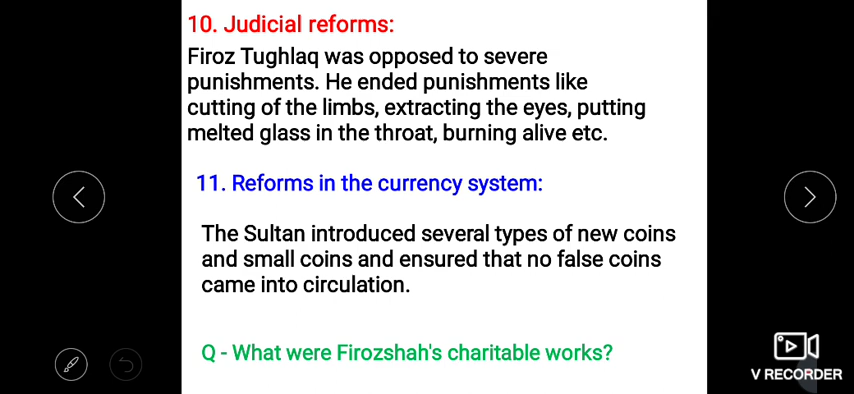 10. Judicial reforms:
Firoz Tughlaq was opposed to severe
punishments. He ended punishments like
cutting of the limbs, extracting the eyes, putting
melted glass in the throat, burning alive etc.
11. Reforms in the currency system:
The Sultan introduced several types of new coins
and small coins and ensured that no false coins
came into circulation.
Q - What were Firozshah's charitable works?
V RECORDER